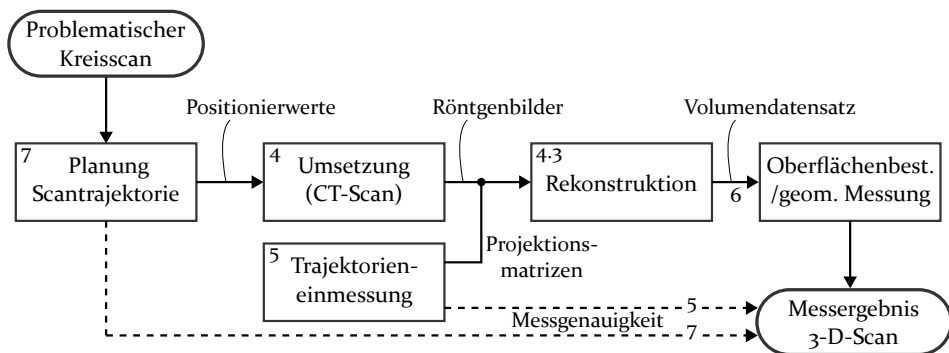 Problematischer
Kreisscan
Positionierwerte
Röntgenbilder
Volumendatensatz
7
Planung
Scantrajektorie
4
Umsetzung
(CT-Scan)
4.3
Rekonstruktion
6
Oberflächenbest.
/geom. Messung
5
Trajektorien-
einmessung
Projektions-
matrizen
5
Messgenauigkeit
7
Messergebnis
3-D-Scan